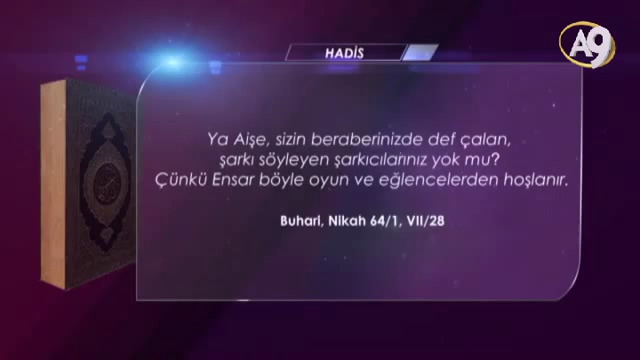 HADİS
A9
Ya Aişe, sizin beraberinizde def çalan,
şarkı söyleyen şarkıcılarınız yok mu?
Çünkü Ensar böyle oyun ve eğlencelerden hoşlanır.
Buhari, Nikah 64/1, VII/28